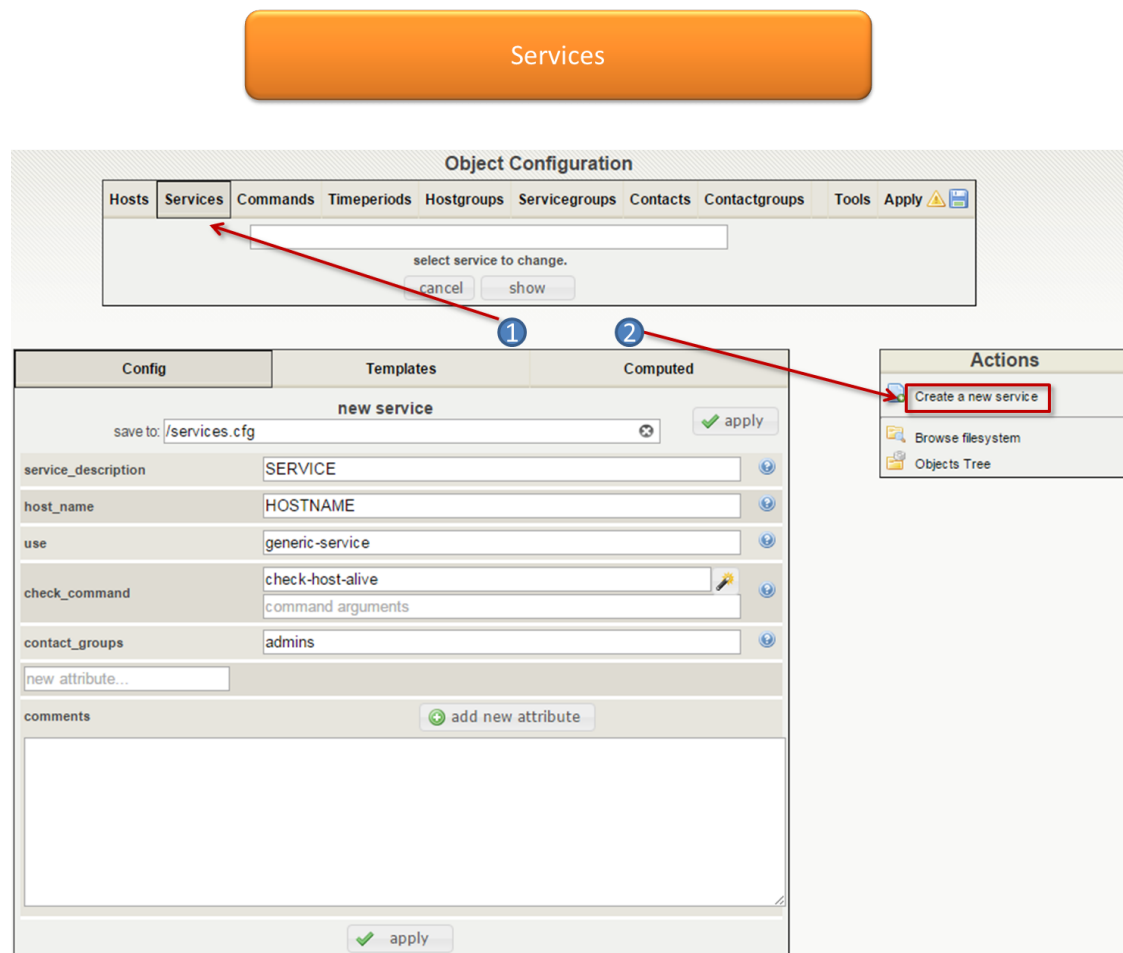 Services
Object Configuration
Hosts Services Commands Timeperiods Hostgroups Servicegroups Contacts Contactgroups Tools Apply
select service to change.
cancel show
1 2
Config Templates Computed
Actions
new service
save to: /services.cfg
apply
Create a new service
Browse filesystem
Objects Tree
service_description SERVICE
host_name HOSTNAME
use generic-service
check_command check-host-alive
command arguments
contact_groups admins
new attribute...
comments add new attribute
apply